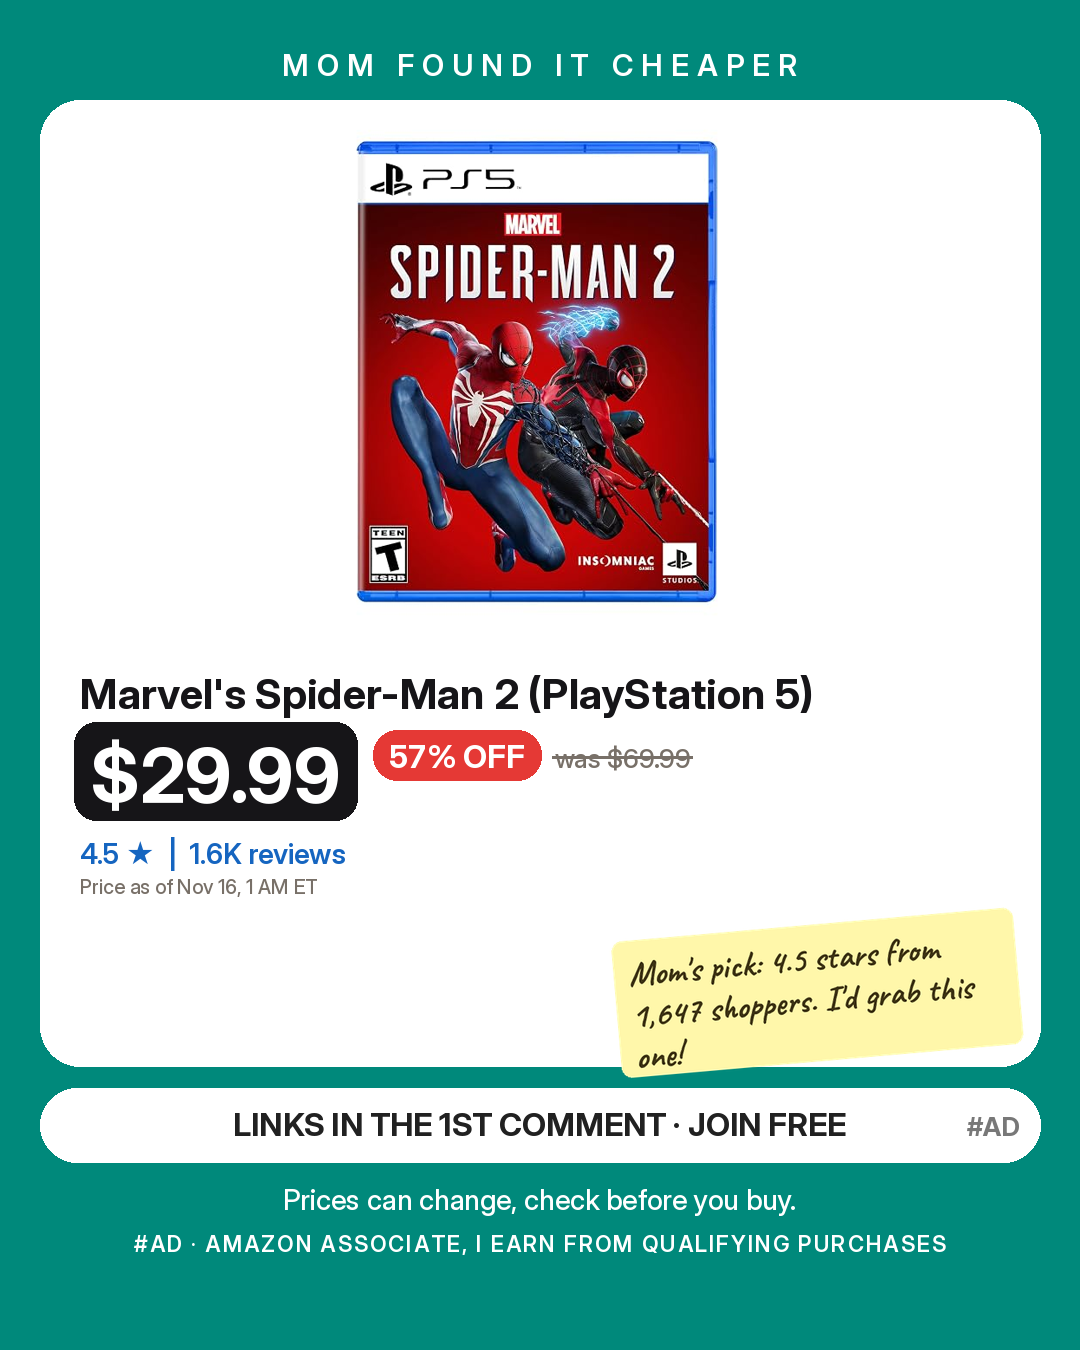 MOM FOUND IT CHEAPER
PS5
MARVEL
SPIDER-MAN 2
TEEN
T
ESRB
INSOMNIAC
GAMES
STUDIOS
Marvel's Spider-Man 2 (PlayStation 5)
$29.99 57% OFF was $69.99
4.5 ★ | 1.6K reviews
Price as of Nov 16, 1 AM ET
Mom's pick: 4.5 stars from
1,647 shoppers. I'd grab this
one!
LINKS IN THE 1ST COMMENT · JOIN FREE #AD
Prices can change, check before you buy.
#AD · AMAZON ASSOCIATE, I EARN FROM QUALIFYING PURCHASES